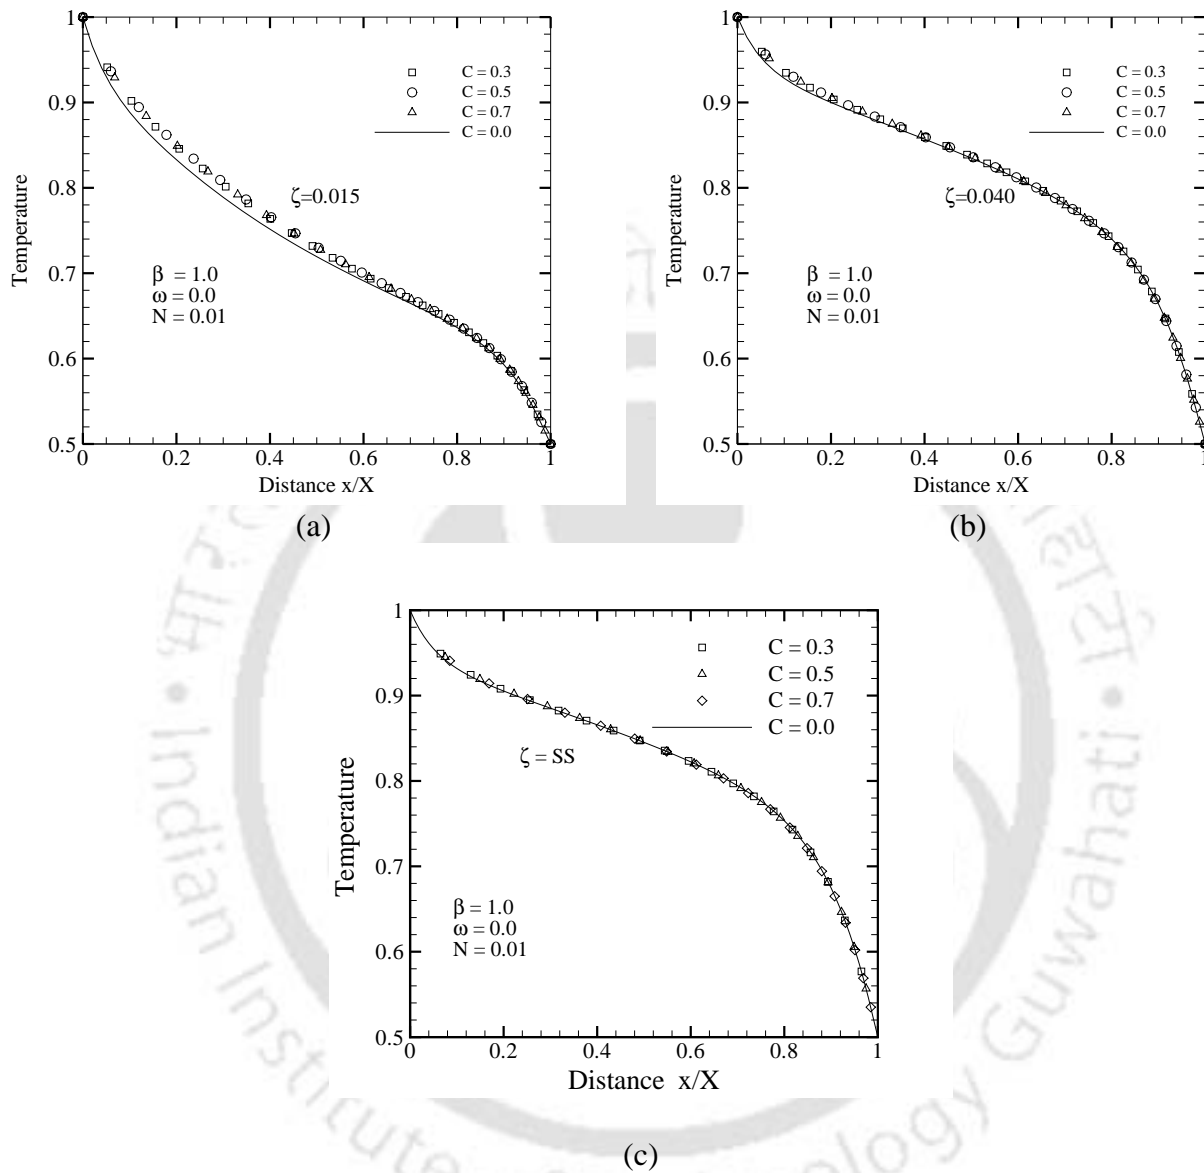 1
0.9
0.8
0.7
0.6
0.5
Temperature
C = 0.3
C = 0.5
C = 0.7
C = 0.0
ζ=0.015
β = 1.0
ω = 0.0
N = 0.01
0 0.2 0.4 0.6 0.8 1
Distance x/X
(a)
1
0.9
0.8
0.7
0.6
0.5
Temperature
C = 0.3
C = 0.5
C = 0.7
C = 0.0
ζ=0.040
β = 1.0
ω = 0.0
N = 0.01
0 0.2 0.4 0.6 0.8 1
Distance x/X
(b)
1
0.9
0.8
0.7
0.6
0.5
Temperature
C = 0.3
C = 0.5
C = 0.7
C = 0.0
ζ = SS
β = 1.0
ω = 0.0
N = 0.01
0 0.2 0.4 0.6 0.8 1
Distance x/X
(c)
Indian Institute of Technology Guwahati